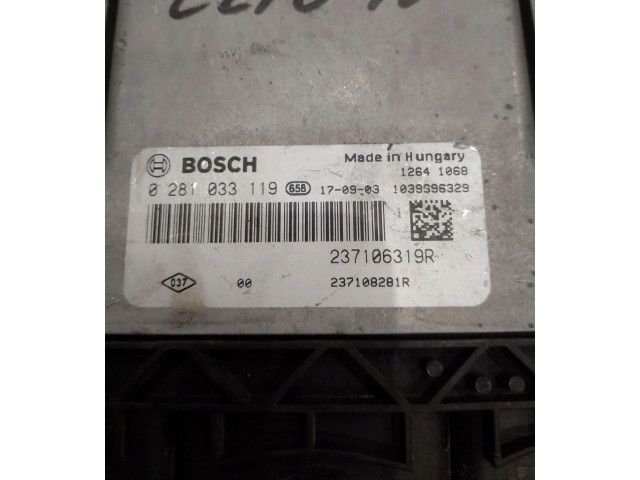 BOSCH
Made in Hungary
1264 1068
0 281 033 119 658 17-09-03 1039S96329
237106319R
037 00 237108281R